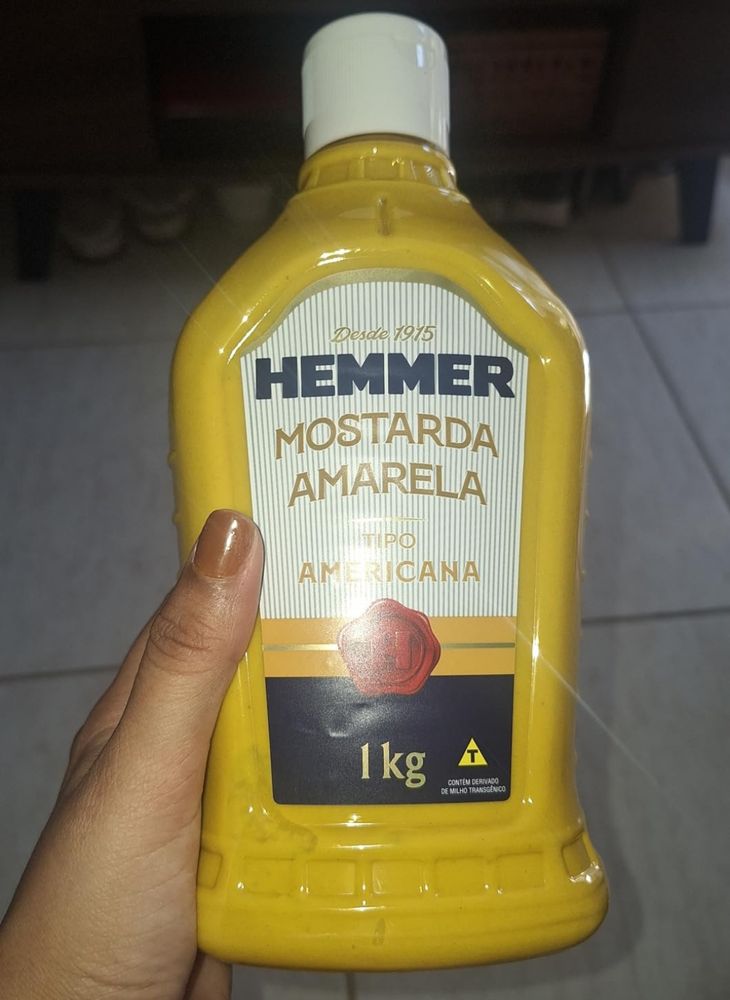 Desde 1915
HEMMER
MOSTARDA
AMARELA
TIPO
AMERICANA
H
1kg
T
CONTÉM DERIVADO
DE MILHO TRANSGÊNICO